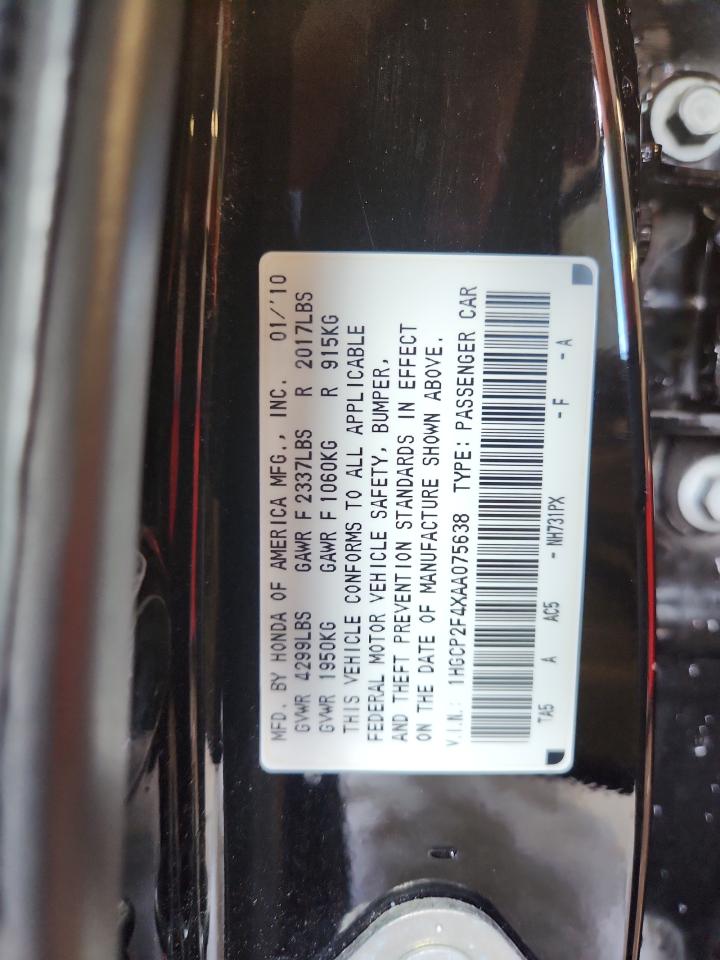 MFD. BY HONDA OF AMERICA MFG., INC. 01/'10
GVWR 4299LBS GAWR F 2337LBS R 2017LBS
GVWR 1950KG GAWR F 1060KG R 915KG
THIS VEHICLE CONFORMS TO ALL APPLICABLE
FEDERAL MOTOR VEHICLE SAFETY, BUMPER,
AND THEFT PREVENTION STANDARDS IN EFFECT
ON THE DATE OF MANUFACTURE SHOWN ABOVE.
V.I.N.: 1HGCP2F4XAA075638 TYPE: PASSENGER CAR
TA5 A AC5 - NH731PX - F - A